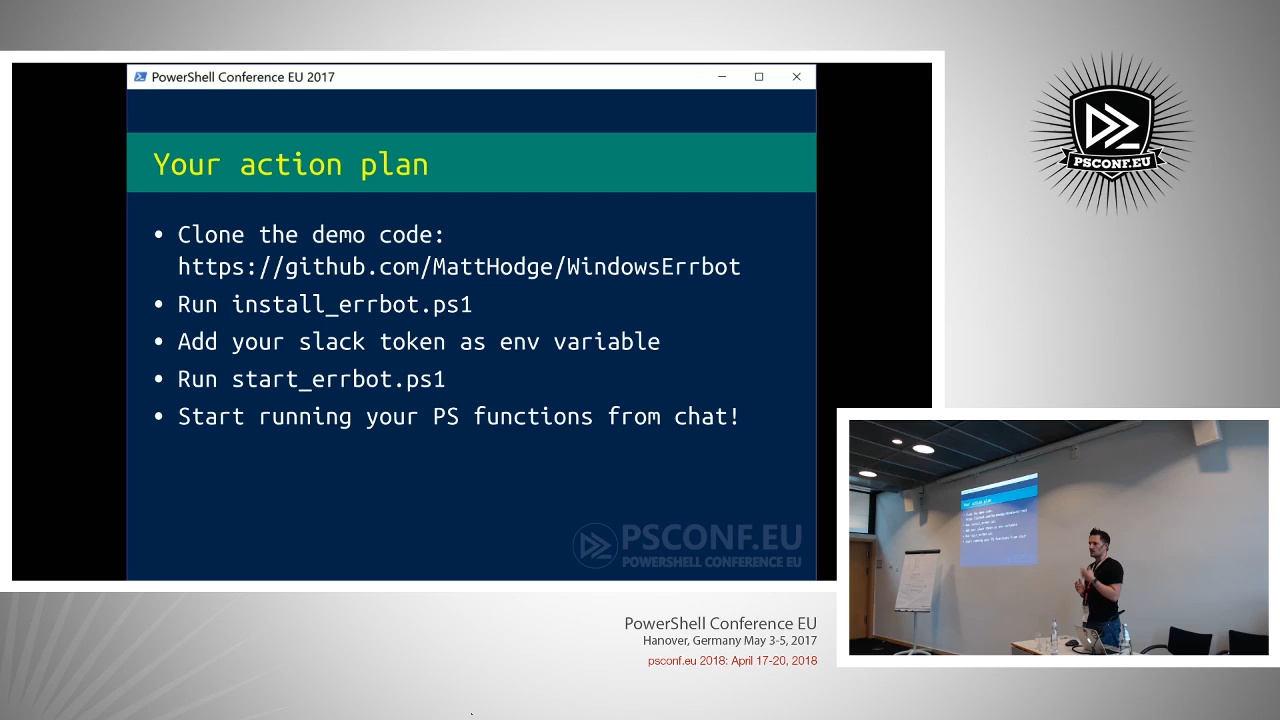 PowerShell Conference EU 2017
Your action plan
• Clone the demo code:
https://github.com/MattHodge/WindowsErrbot
• Run install_errbot.ps1
• Add your slack token as env variable
• Run start_errbot.ps1
• Start running your PS functions from chat!
PSCONF.EU
POWERSHELL CONFERENCE EU
PSCONF.EU
Your action plan
PowerShell Conference EU
Hanover, Germany May 3-5, 2017
psconf.eu 2018: April 17-20, 2018